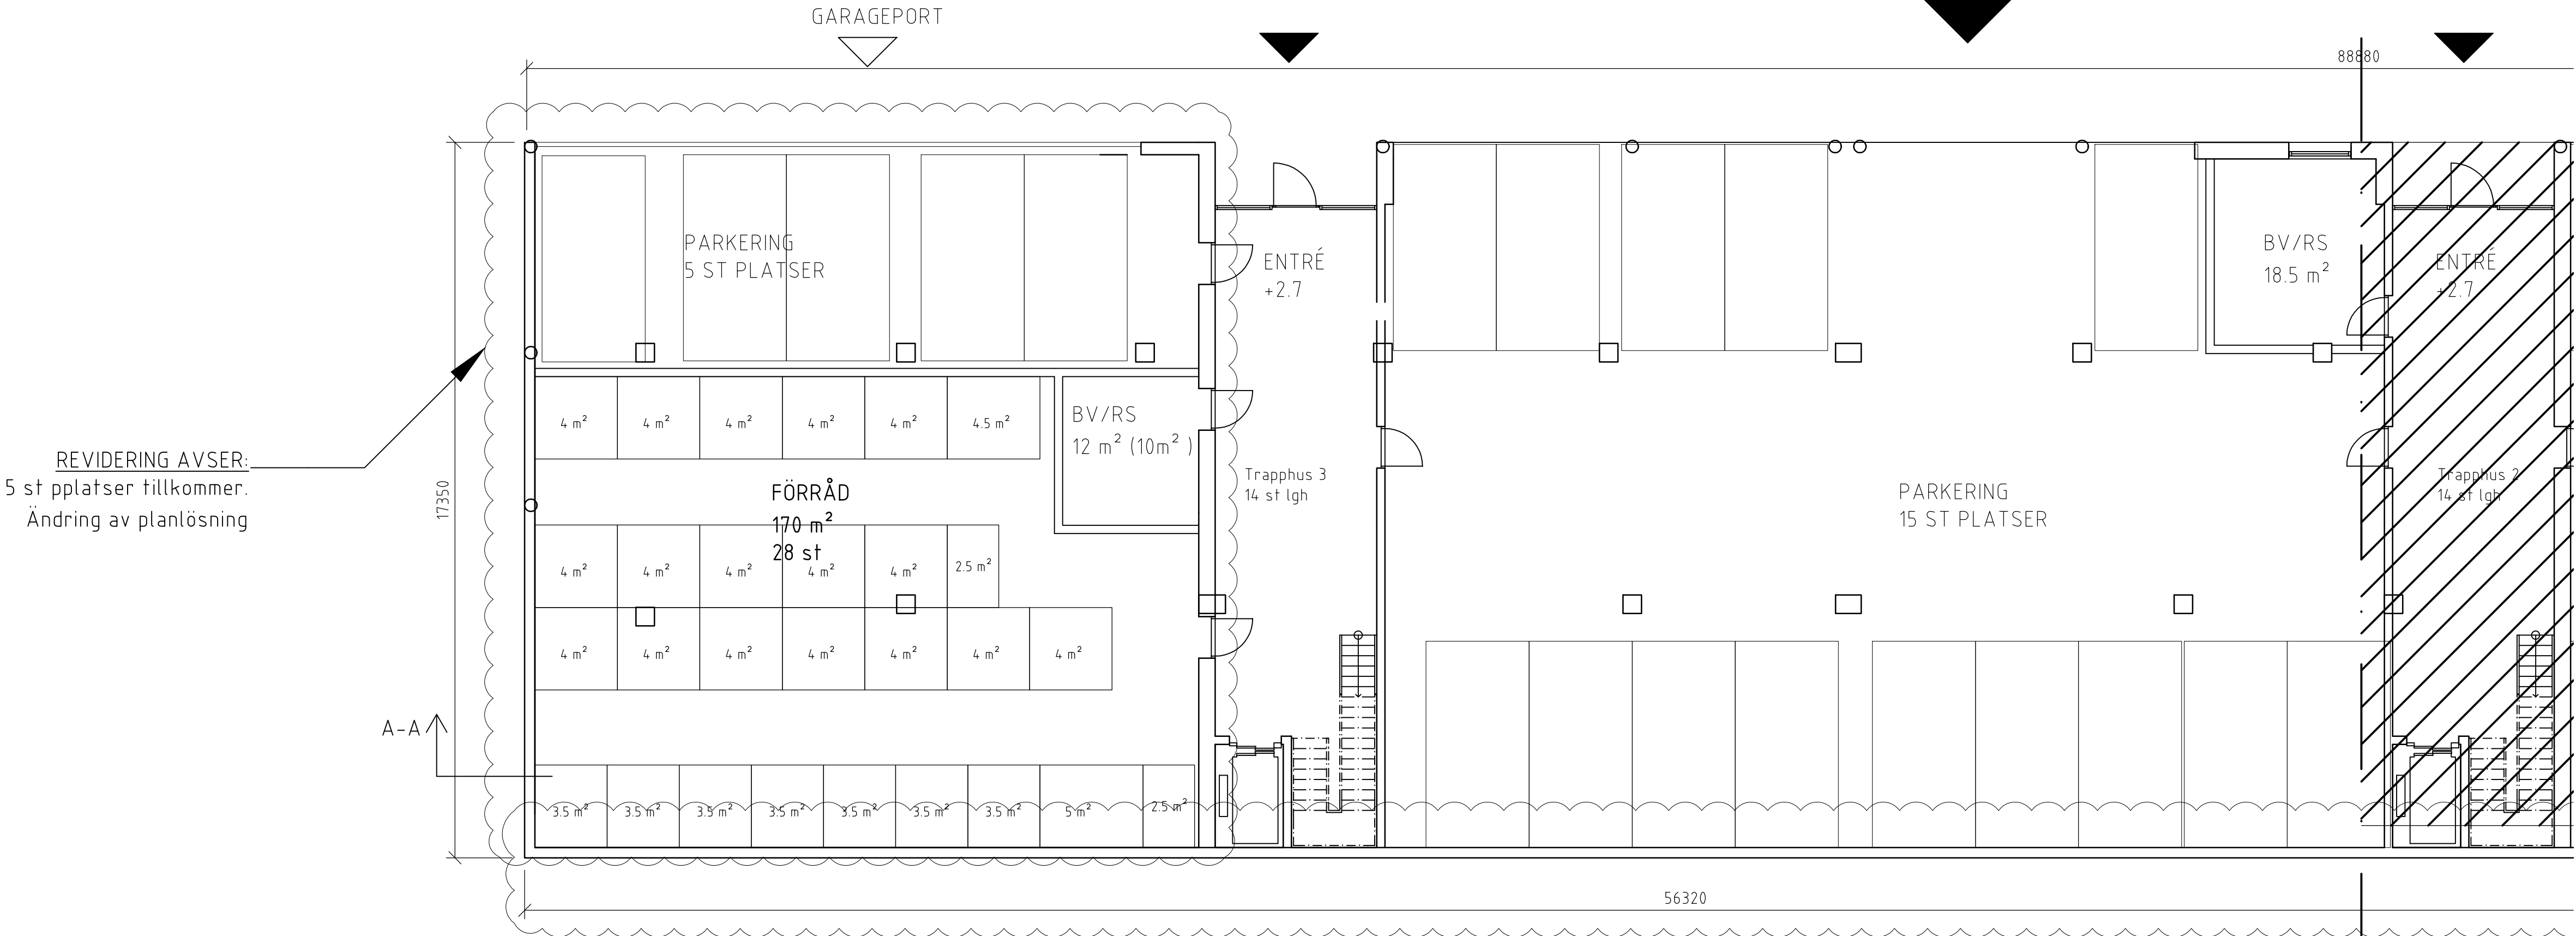 GARAGEPORT
88880
PARKERING
5 ST PLATSER
ENTRÉ
+2.7
BV/RS
18.5 m²
ENTRÉ
+2.7
4 m²
4 m²
4 m²
4 m²
4 m²
4.5 m²
BV/RS
12 m² (10m² )
REVIDERING AVSER:
5 st pplatser tillkommer.
Ändring av planlösning
17350
FÖRRÅD
170 m²
28 st
Trapphus 3
14 st lgh
PARKERING
15 ST PLATSER
Trapphus 2
14 st lgh
4 m²
4 m²
4 m²
4 m²
4 m²
2.5 m²
4 m²
4 m²
4 m²
4 m²
4 m²
4 m²
4 m²
A-A
3.5 m²
3.5 m²
3.5 m²
3.5 m²
3.5 m²
3.5 m²
3.5 m²
5 m²
2.5 m²
56320